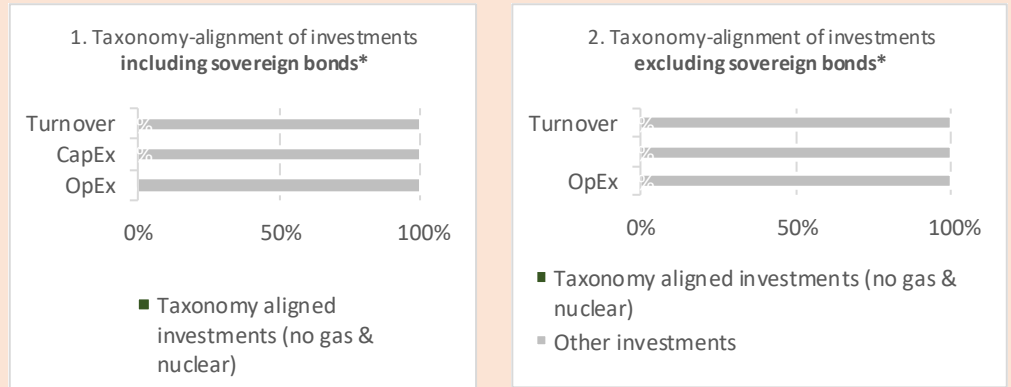 1. Taxonomy-alignment of investments
including sovereign bonds*
Turnover
%
CapEx
%
OpEx
0% 50% 100%
Taxonomy aligned
investments (no gas &
nuclear)
2. Taxonomy-alignment of investments
excluding sovereign bonds*
Turnover
%
%
OpEx
%
0% 50% 100%
Taxonomy aligned investments (no gas &
nuclear)
Other investments